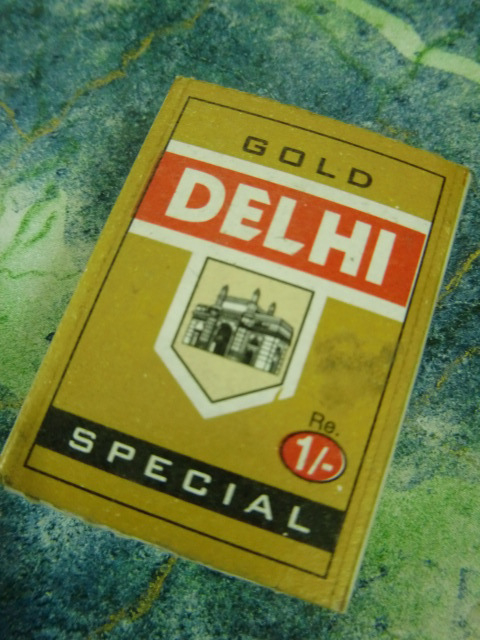 GOLD
DELHI
Re.
1/-
SPECIAL